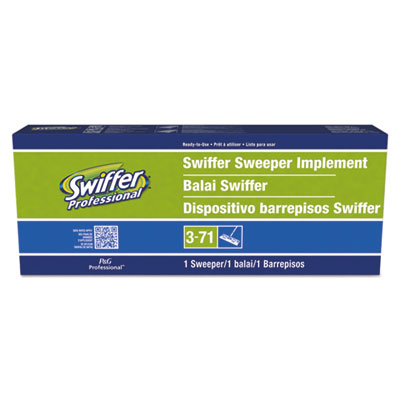 Ready-to-Use • Prêt à utiliser • Listo para usar
Swiffer Sweeper Implement
Balai Swiffer
Dispositivo barrepisos Swiffer
Swiffer
Professional
3-71
P&G
Professional™
1 Sweeper/1 balai/1 Barrepisos